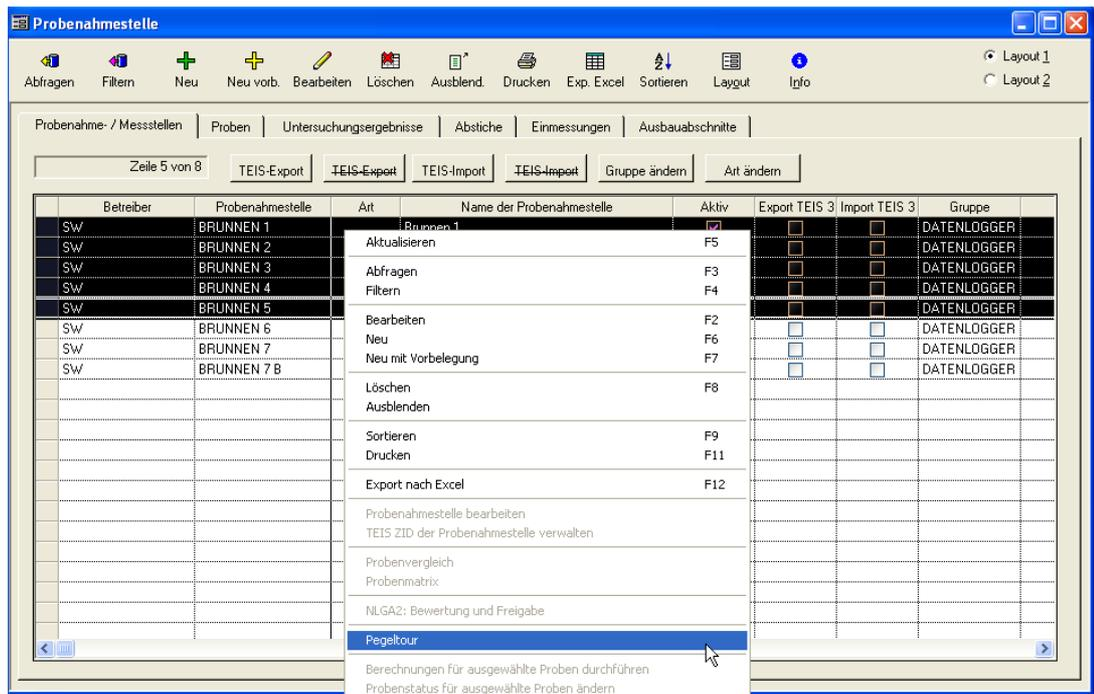 Probenahmestelle
Abfragen Filtern Neu Neu vorb. Bearbeiten Löschen Ausblend. Drucken Exp. Excel Sortieren Layout Info
Layout 1
Layout 2
Probenahme- / Messstellen Proben Untersuchungsergebnisse Abstiche Einmessungen Ausbauabschnitte
Zeile 5 von 8 TEIS-Export TEIS-Export TEIS-Import TEIS-Import Gruppe ändern Art ändern
Betreiber Probenahmestelle Art Name der Probenahmestelle Aktiv Export TEIS 3 Import TEIS 3 Gruppe
SW BRUNNEN 1 Brunnen 1 DATENLOGGER
SW BRUNNEN 2 DATENLOGGER
SW BRUNNEN 3 DATENLOGGER
SW BRUNNEN 4 DATENLOGGER
SW BRUNNEN 5 DATENLOGGER
SW BRUNNEN 6 DATENLOGGER
SW BRUNNEN 7 DATENLOGGER
SW BRUNNEN 7 B DATENLOGGER
Aktualisieren F5
Abfragen F3
Filtern F4
Bearbeiten F2
Neu F6
Neu mit Vorbelegung F7
Löschen F8
Ausblenden
Sortieren F9
Drucken F11
Export nach Excel F12
Probenahmestelle bearbeiten
TEIS ZID der Probenahmestelle verwalten
Probenvergleich
Probenmatrix
NLGA2: Bewertung und Freigabe
Pegeltour
Berechnungen für ausgewählte Proben durchführen
Probenstatus für ausgewählte Proben ändern